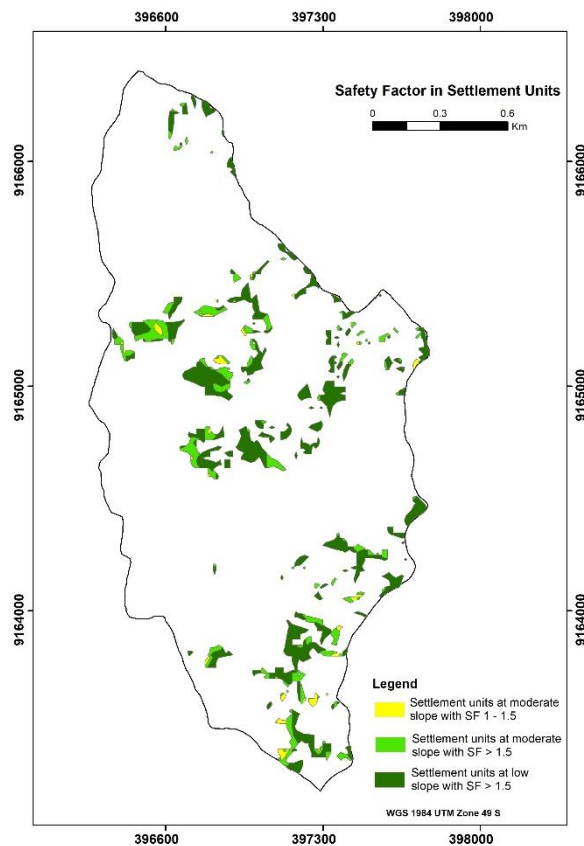 396600 397300 398000
Safety Factor in Settlement Units
0 0.3 0.6
Km
9166000 9166000
9165000 9165000
9164000 9164000
Legend
Settlement units at moderate
slope with SF 1 - 1.5
Settlement units at moderate
slope with SF > 1.5
Settlement units at low
slope with SF > 1.5
WGS 1984 UTM Zone 49 S
396600 397300 398000